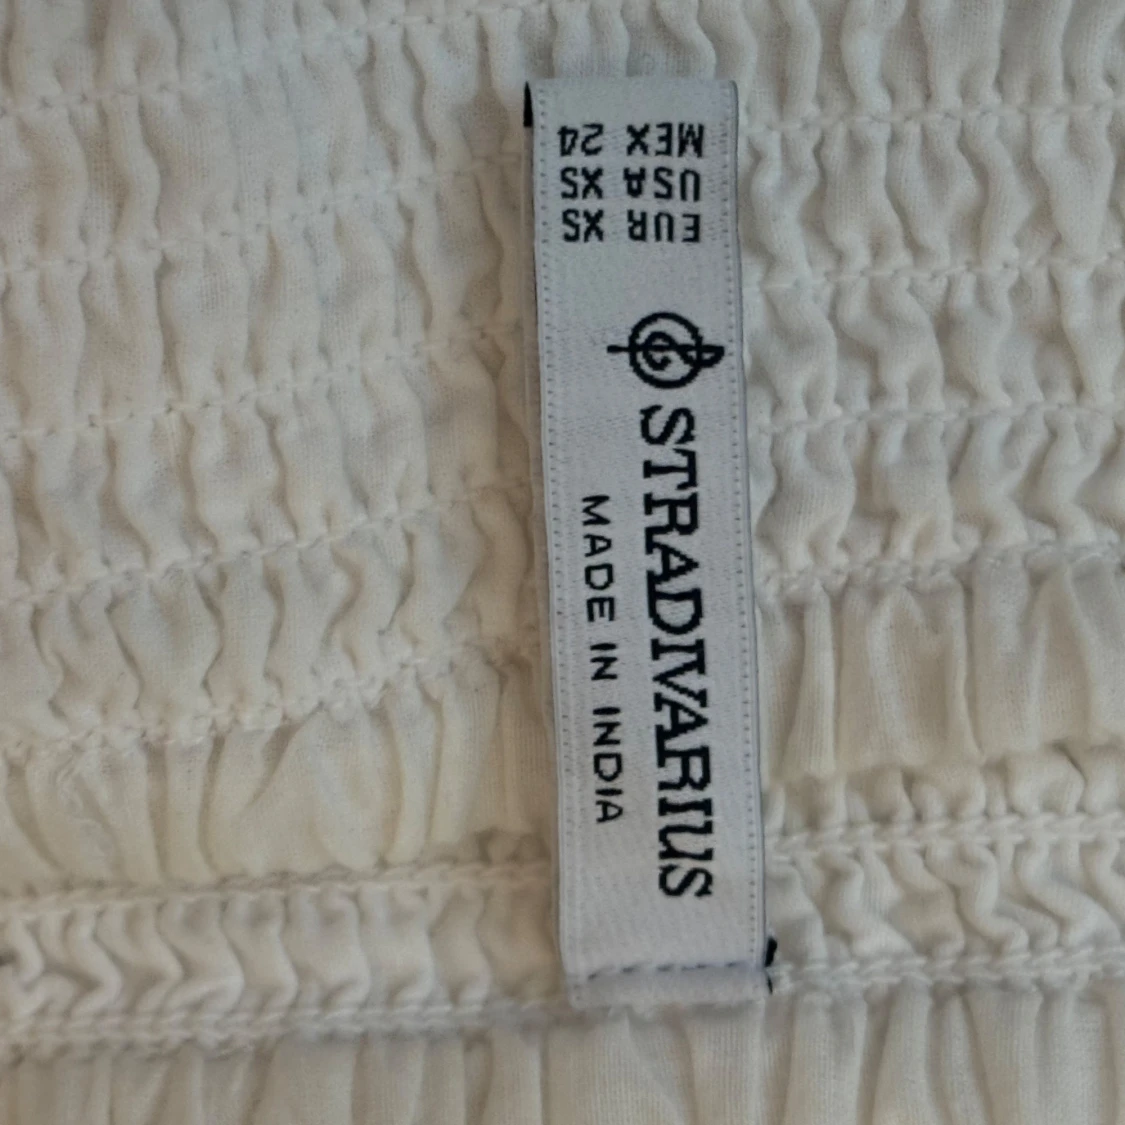 STRADIVARIUS
MADE IN INDIA
EUR XS
USA XS
MEX 24